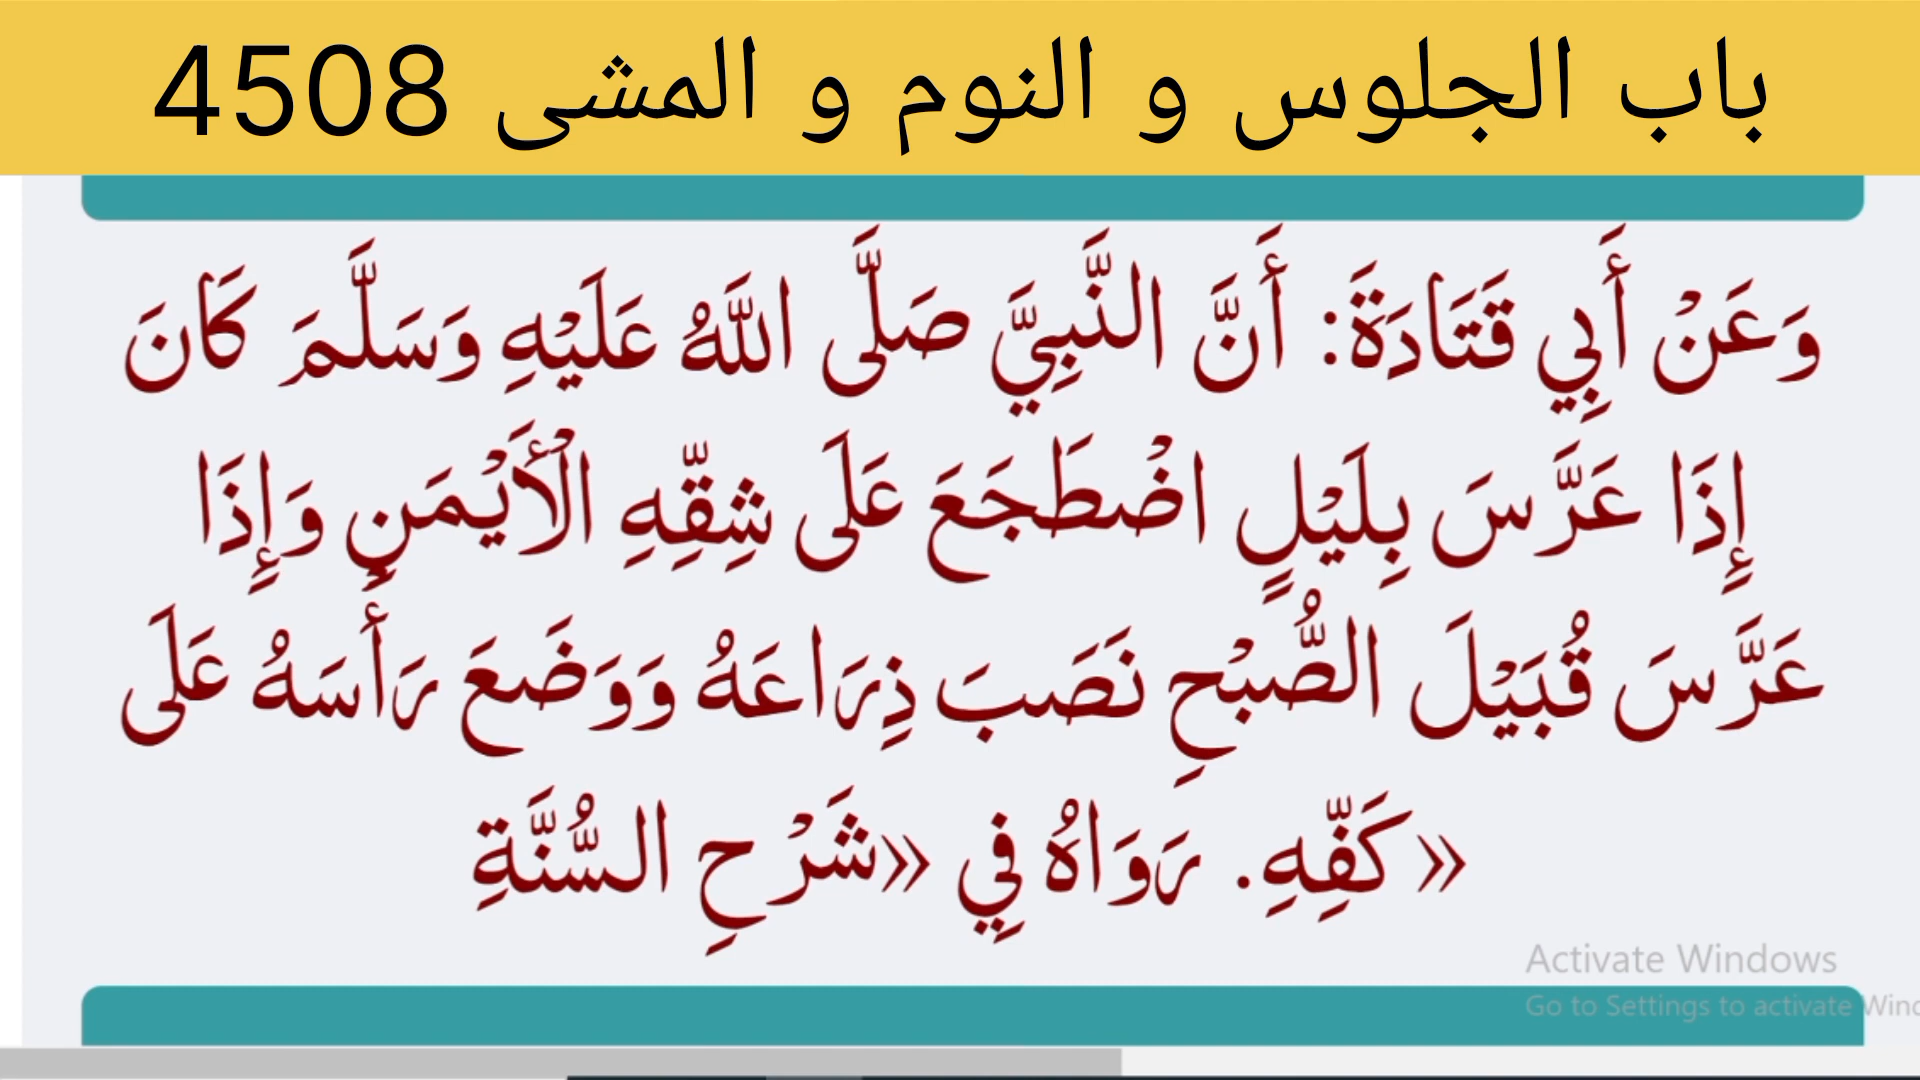 باب الجلوس و النوم و المشى 4508
وَعَنْ أَبِي قَتَادَةَ: أَنَّ النَّبِيَّ صَلَّى اللَّهُ عَلَيْهِ وَسَلَّمَ كَانَ
إِذَا عَرَّسَ بِلَيْلٍ اضْطَجَعَ عَلَى شِقِّهِ الْأَيْمَنِ وَإِذَا
عَرَّسَ قُبَيْلَ الصُّبْحِ نَصَبَ ذِرَاعَهُ وَوَضَعَ رَأْسَهُ عَلَى
«كَفِّهِ. رَوَاهُ فِي «شَرْحِ السُّنَّةِ
Activate Windows
Go to Settings to activate Wind